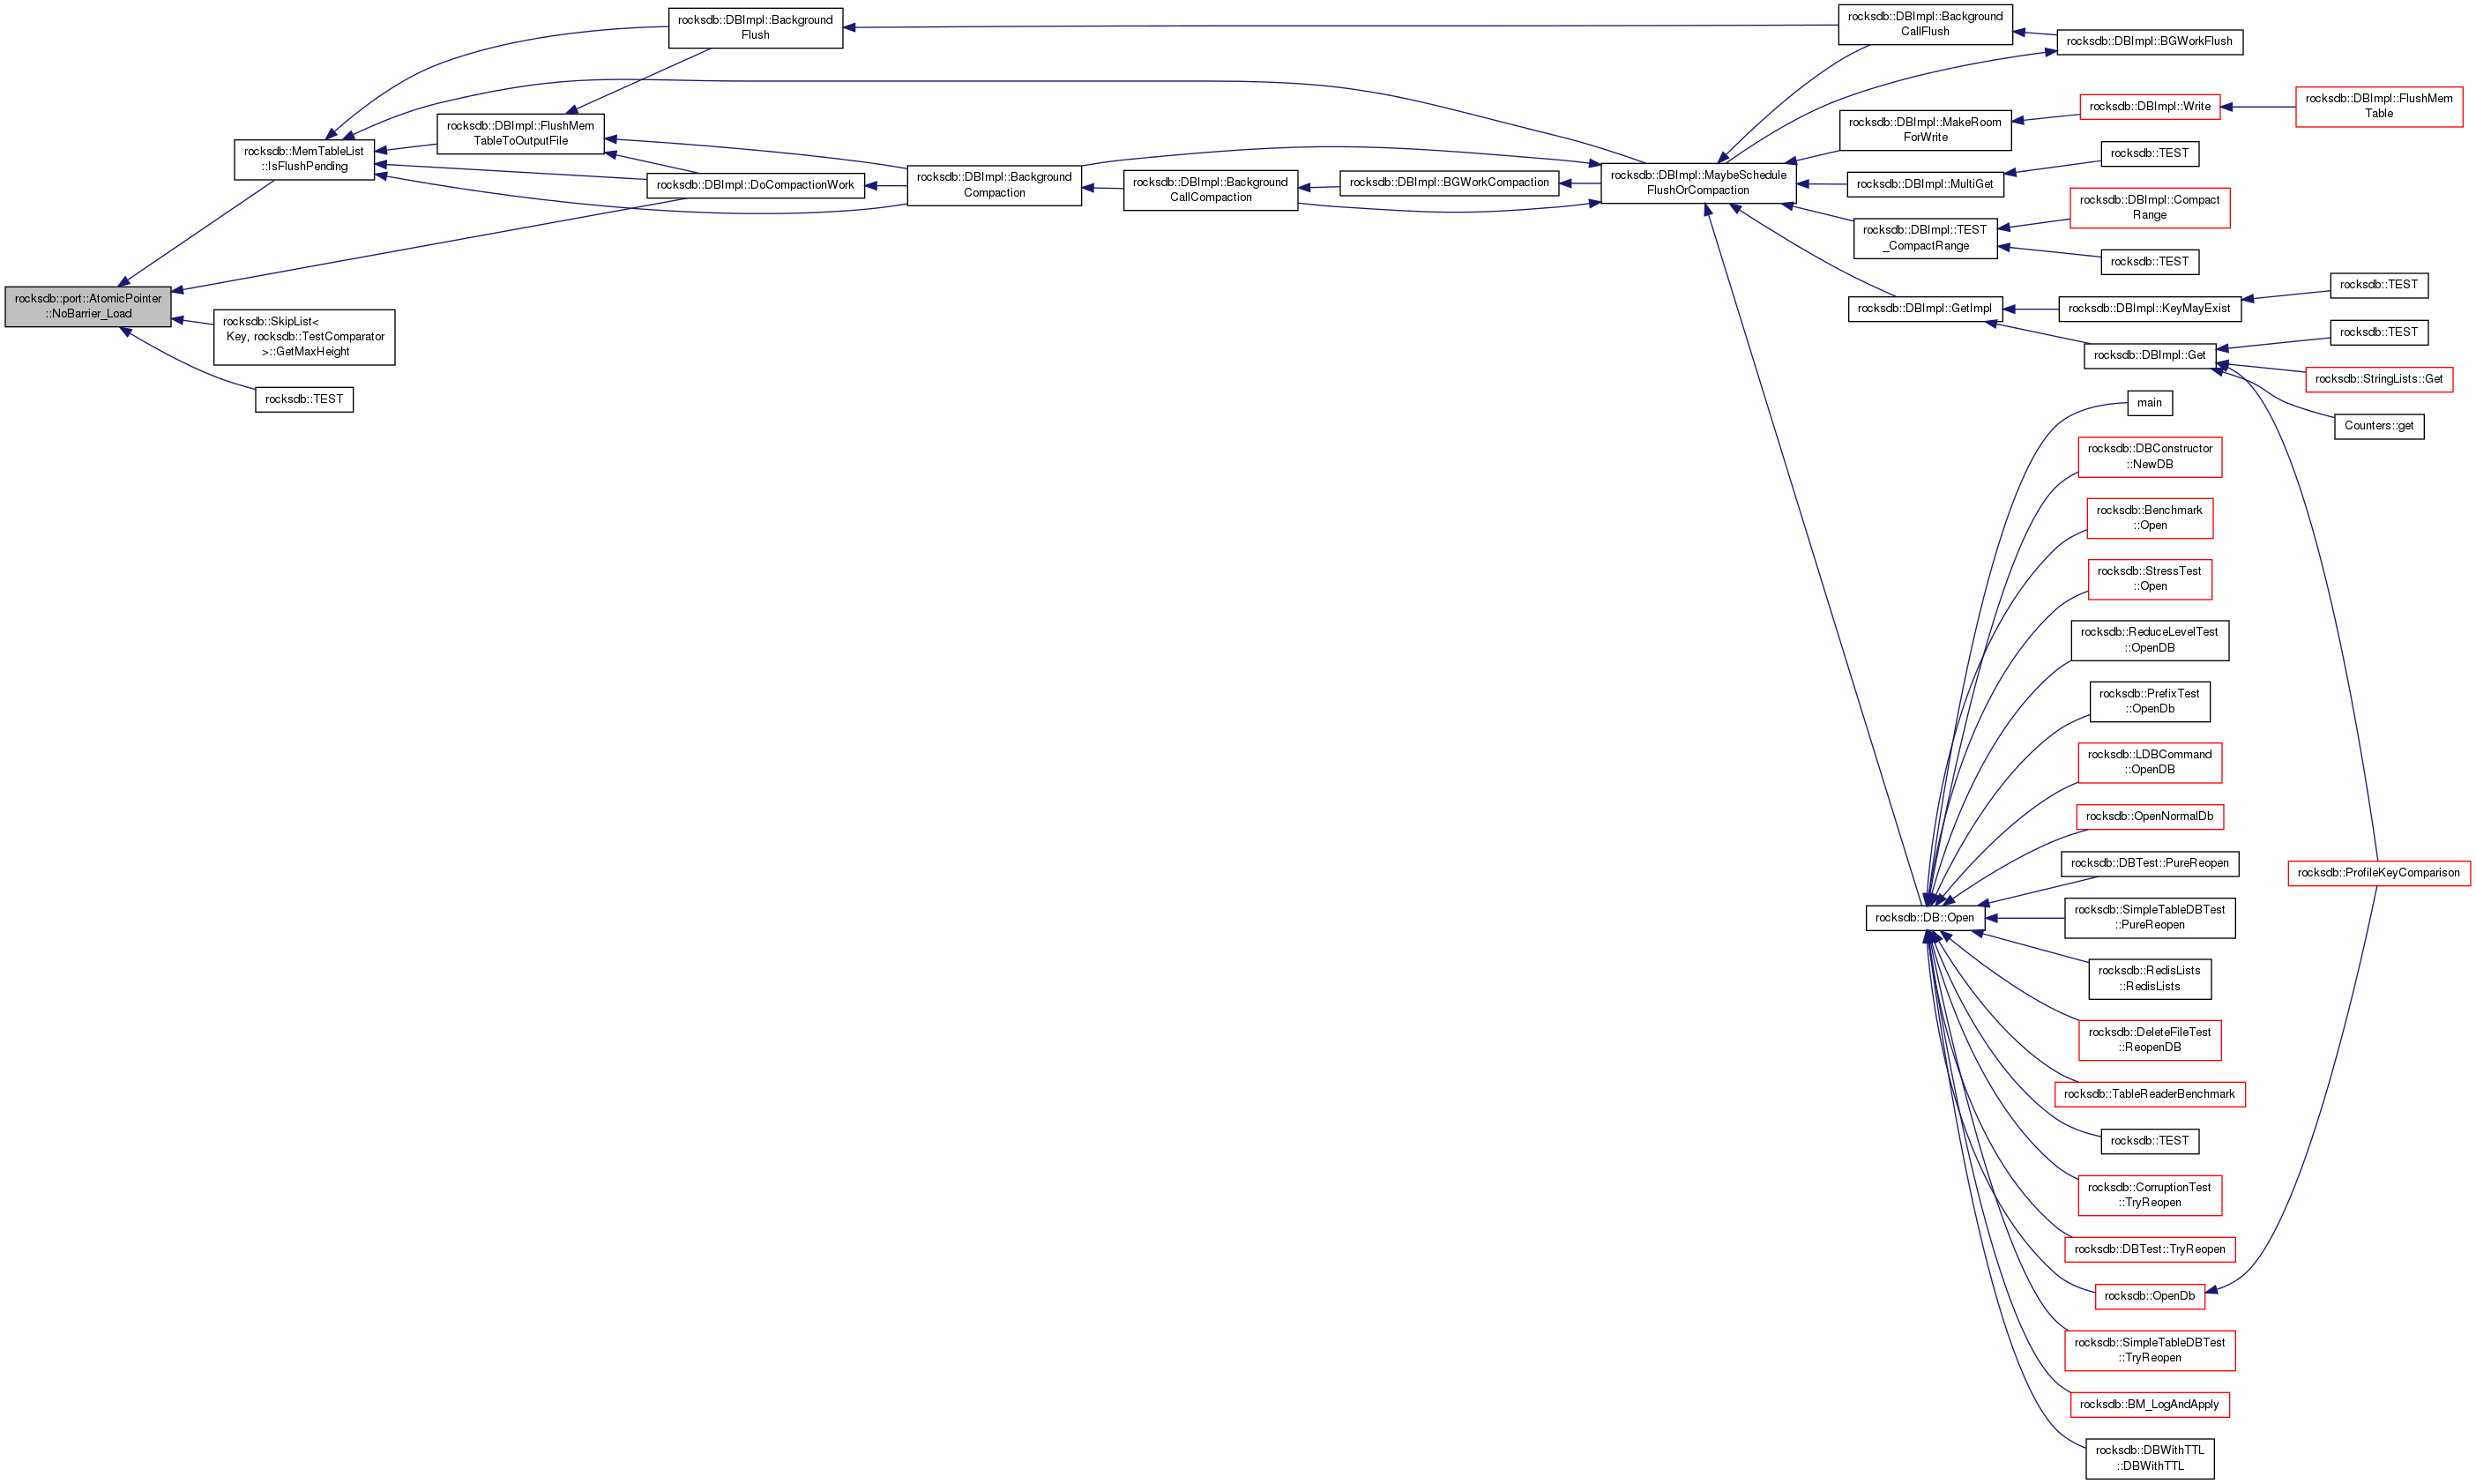 rocksdb::port::AtomicPointer
::NoBarrier_Load
rocksdb::MemTableList
::IsFlushPending
rocksdb::SkipList<
Key, rocksdb::TestComparator
>::GetMaxHeight
rocksdb::TEST
rocksdb::DBImpl::FlushMem
TableToOutputFile
rocksdb::DBImpl::Background
Flush
rocksdb::DBImpl::DoCompactionWork
rocksdb::DBImpl::Background
Compaction
rocksdb::DBImpl::Background
CallCompaction
rocksdb::DBImpl::BGWorkCompaction
rocksdb::DBImpl::MaybeSchedule
FlushOrCompaction
rocksdb::DBImpl::Background
CallFlush
rocksdb::DBImpl::BGWorkFlush
rocksdb::DBImpl::MakeRoom
ForWrite
rocksdb::DBImpl::Write
rocksdb::DBImpl::FlushMem
Table
rocksdb::DBImpl::MultiGet
rocksdb::TEST
rocksdb::DBImpl::TEST
_CompactRange
rocksdb::DBImpl::Compact
Range
rocksdb::TEST
rocksdb::DBImpl::GetImpl
rocksdb::DBImpl::KeyMayExist
rocksdb::TEST
rocksdb::DBImpl::Get
rocksdb::TEST
rocksdb::StringLists::Get
Counters::get
rocksdb::ProfileKeyComparison
rocksdb::DB::Open
main
rocksdb::DBConstructor
::NewDB
rocksdb::Benchmark
::Open
rocksdb::StressTest
::Open
rocksdb::ReduceLevelTest
::OpenDB
rocksdb::PrefixTest
::OpenDb
rocksdb::LDBCommand
::OpenDB
rocksdb::OpenNormalDb
rocksdb::DBTest::PureReopen
rocksdb::SimpleTableDBTest
::PureReopen
rocksdb::RedisLists
::RedisLists
rocksdb::DeleteFileTest
::ReopenDB
rocksdb::TableReaderBenchmark
rocksdb::TEST
rocksdb::CorruptionTest
::TryReopen
rocksdb::DBTest::TryReopen
rocksdb::OpenDb
rocksdb::SimpleTableDBTest
::TryReopen
rocksdb::BM_LogAndApply
rocksdb::DBWithTTL
::DBWithTTL